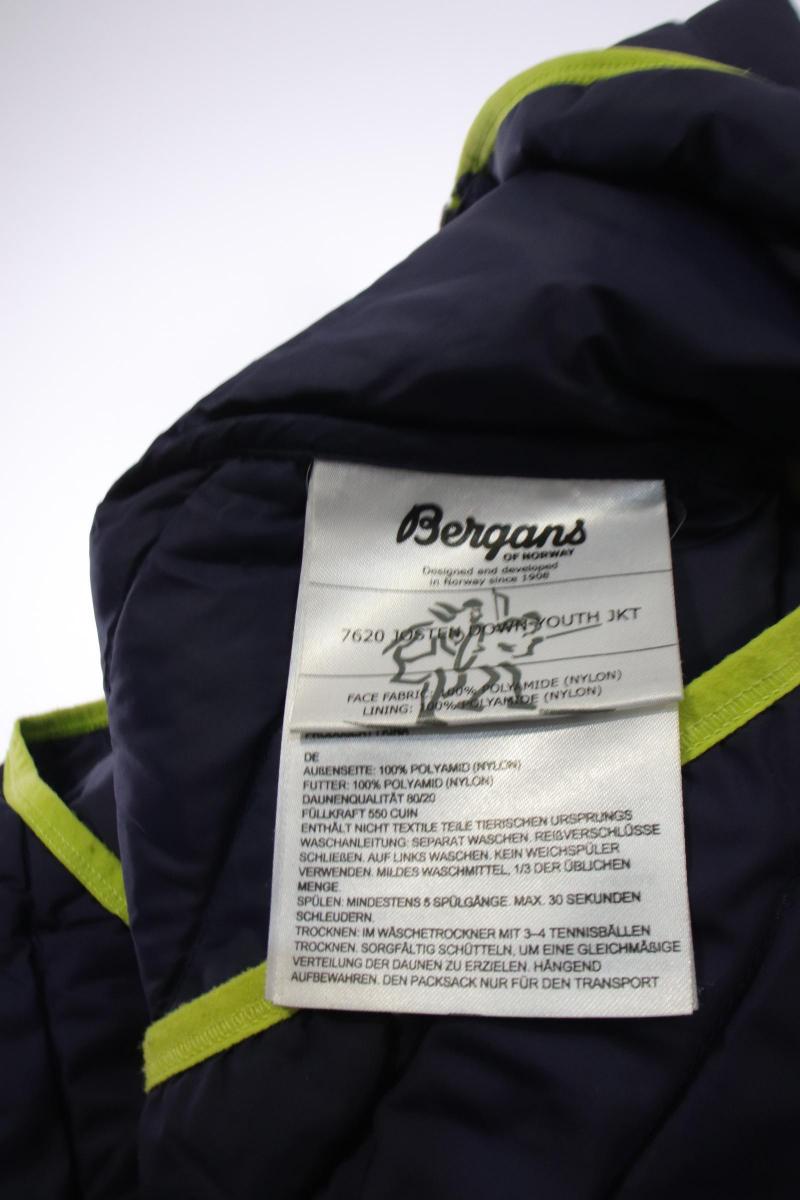 Bergans
OF NORWAY
Designed and developed
in Norway since 1908
7620 JOSTEN DOWN YOUTH JKT
FACE FABRIC: 100% POLYAMIDE (NYLON)
LINING: 100% POLYAMIDE (NYLON)
DE
AUßENSEITE: 100% POLYAMID (NYLON)
FUTTER: 100% POLYAMID (NYLON)
DAUNENQUALITÄT 80/20
FÜLLKRAFT 550 CUIN
ENTHÄLT NICHT TEXTILE TEILE TIERISCHEN URSPRUNGS
WASCHANLEITUNG: SEPARAT WASCHEN. REIßVERSCHLÜSSE
SCHLIEßEN. AUF LINKS WASCHEN. KEIN WEICHSPÜLER
VERWENDEN. MILDES WASCHMITTEL, 1/3 DER ÜBLICHEN
MENGE.
SPÜLEN: MINDESTENS 5 SPÜLGÄNGE. MAX. 30 SEKUNDEN
SCHLEUDERN.
TROCKNEN: IM WÄSCHETROCKNER MIT 3–4 TENNISBÄLLEN
TROCKNEN. SORGFÄLTIG SCHÜTTELN, UM EINE GLEICHMÄßIGE
VERTEILUNG DER DAUNEN ZU ERZIELEN. HÄNGEND
AUFBEWAHREN. DEN PACKSACK NUR FÜR DEN TRANSPORT